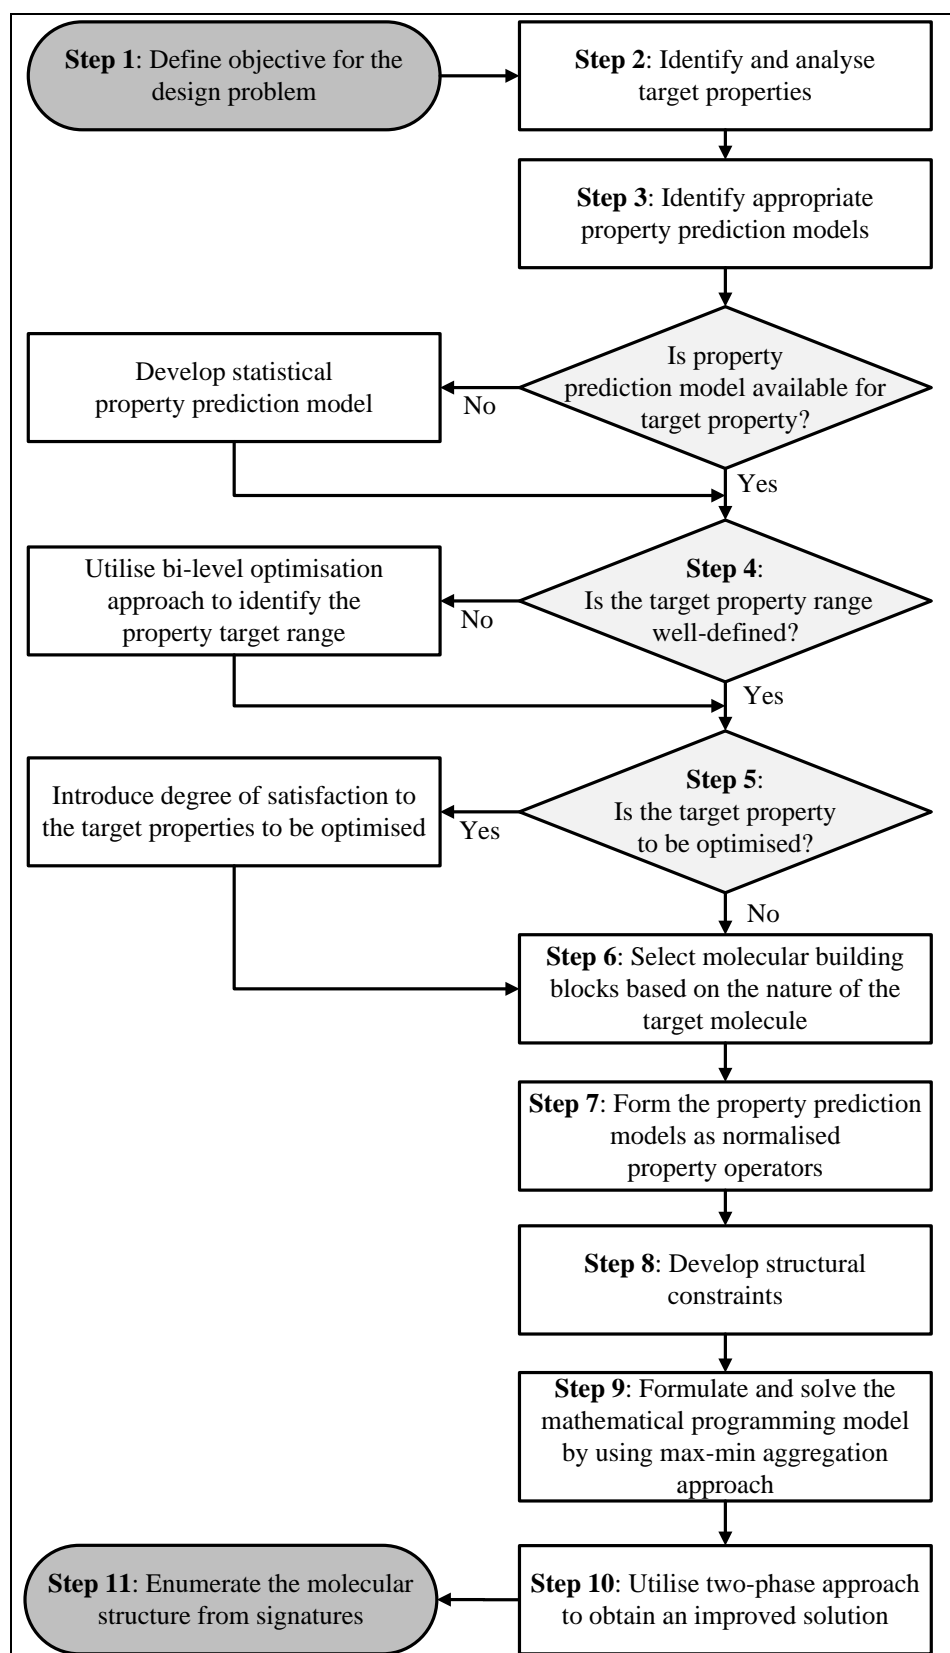 Step 1: Define objective for the
design problem
Step 2: Identify and analyse
target properties
Step 3: Identify appropriate
property prediction models
Is property
prediction model available for
target property?
No
Develop statistical
property prediction model
Yes
Step 4:
Is the target property range
well-defined?
No
Utilise bi-level optimisation
approach to identify the
property target range
Yes
Step 5:
Is the target property
to be optimised?
Yes
Introduce degree of satisfaction to
the target properties to be optimised
No
Step 6: Select molecular building
blocks based on the nature of the
target molecule
Step 7: Form the property prediction
models as normalised
property operators
Step 8: Develop structural
constraints
Step 9: Formulate and solve the
mathematical programming model
by using max-min aggregation
approach
Step 10: Utilise two-phase approach
to obtain an improved solution
Step 11: Enumerate the molecular
structure from signatures